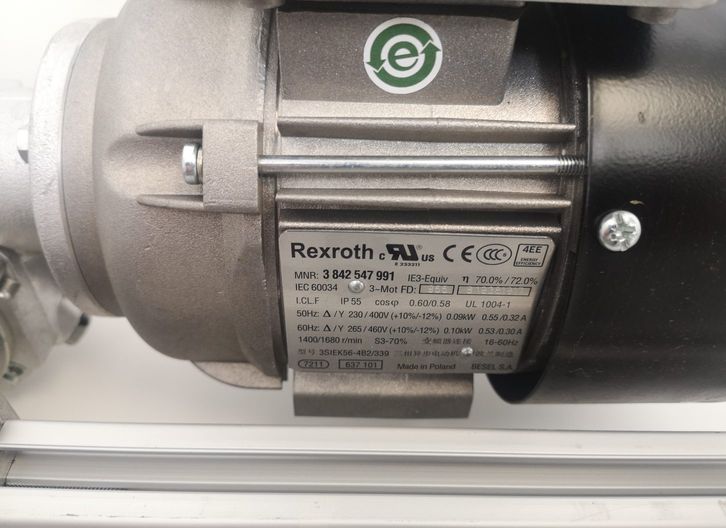 e
Rexroth c RU US CE CCC 4EE
E 233311 ENERGY EFFICIENCY
MNR: 3 842 547 991 IE3-Equiv η 70.0% / 72.0%
IEC 60034 3-Mot FD:
I.CL.F IP 55 cosφ 0.60/0.58 UL 1004-1
50Hz: Δ / Y 230 / 400V (+10%/-12%) 0.09kW 0.55/0.32 A
60Hz: Δ / Y 265 / 460V (+10%/-12%) 0.10kW 0.53/0.30 A
1400/1680 r/min S3-70% 变频器连接 16-60Hz
型号 3SIEK56-4B2/339 三相异步电动机 波兰制造
7211 637 101 Made in Poland BESEL S.A.